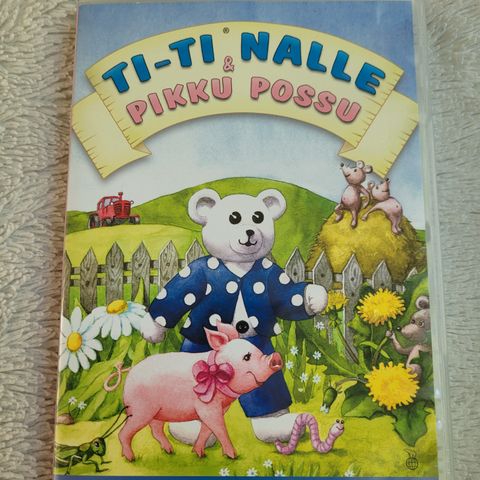 TI-TI® NALLE
&
PIKKU POSSU